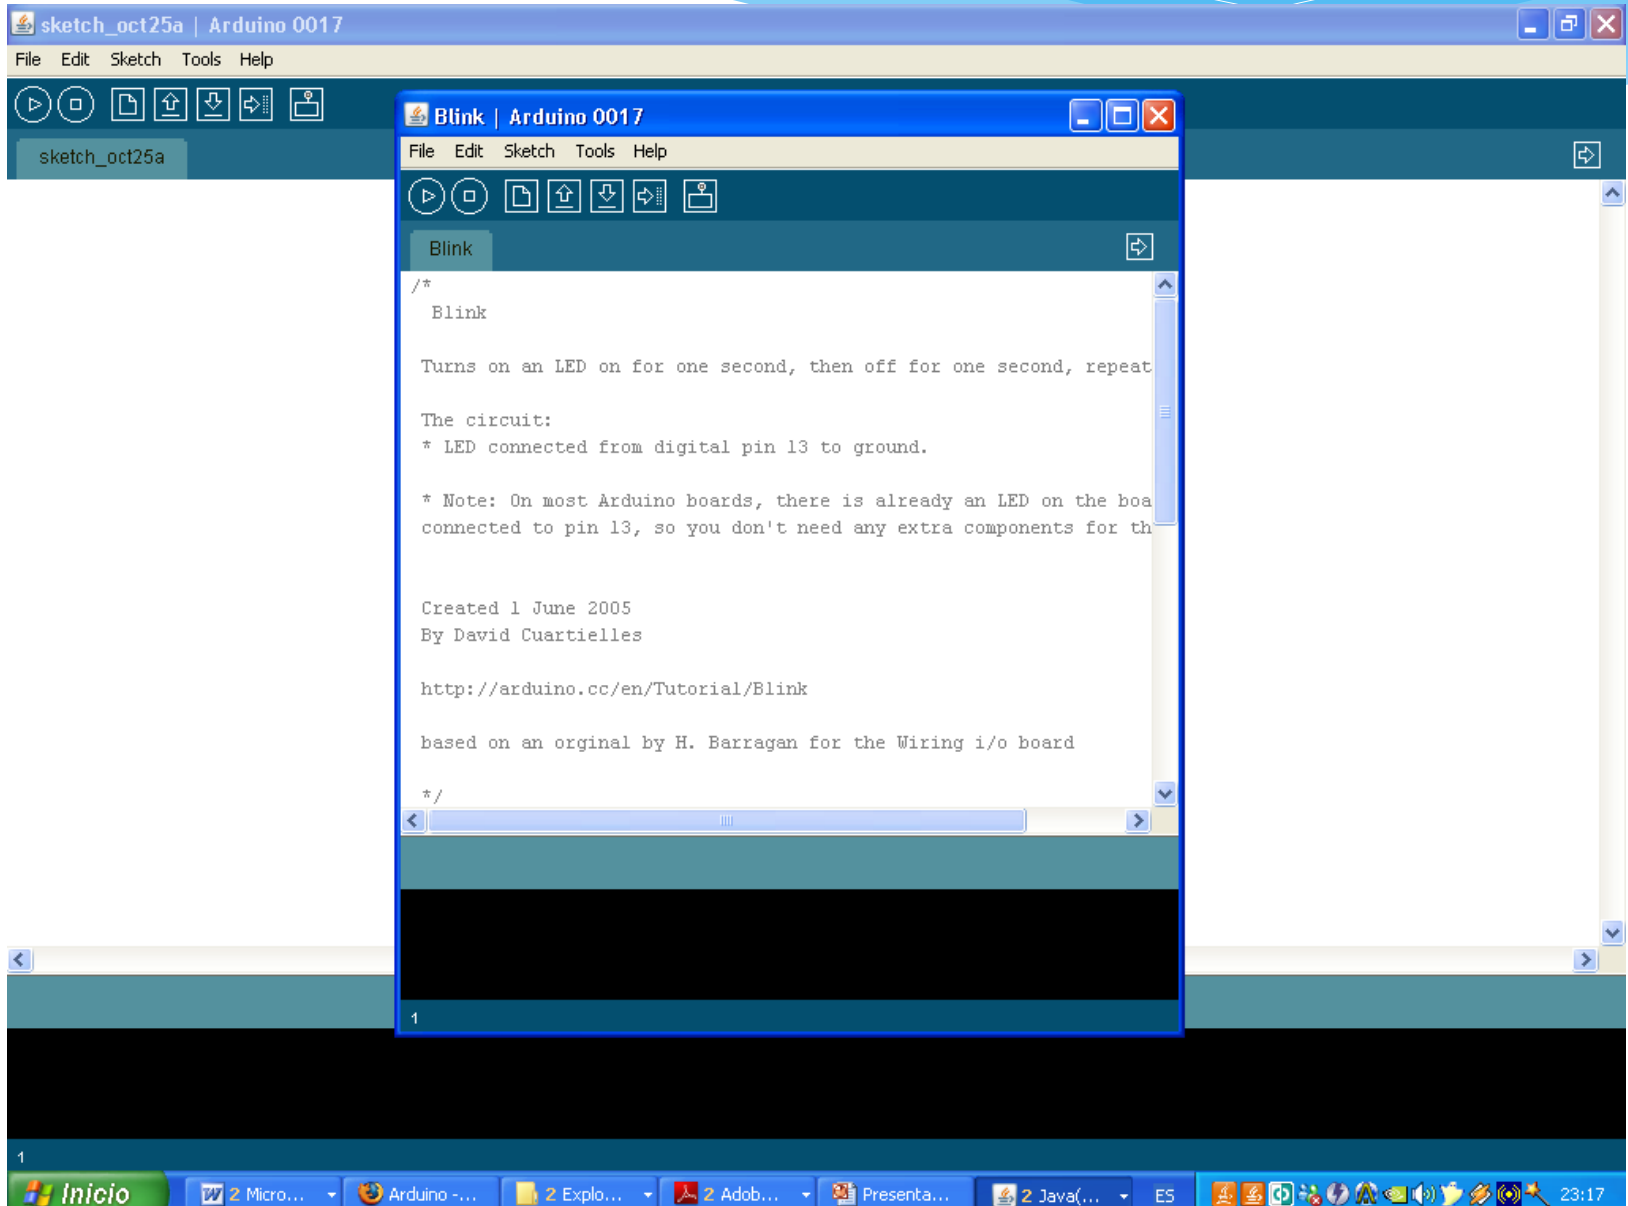 sketch_oct25a | Arduino 0017
File Edit Sketch Tools Help
sketch_oct25a
Blink | Arduino 0017
File Edit Sketch Tools Help
Blink
/*
Blink
Turns on an LED on for one second, then off for one second, repeat
The circuit:
* LED connected from digital pin 13 to ground.
* Note: On most Arduino boards, there is already an LED on the boa
connected to pin 13, so you don't need any extra components for th
Created 1 June 2005
By David Cuartielles
http://arduino.cc/en/Tutorial/Blink
based on an orginal by H. Barragan for the Wiring i/o board
*/
1
1
Inicio 2 Micro... Arduino -... 2 Explo... 2 Adob... Presenta... 2 Java(... ES 23:17